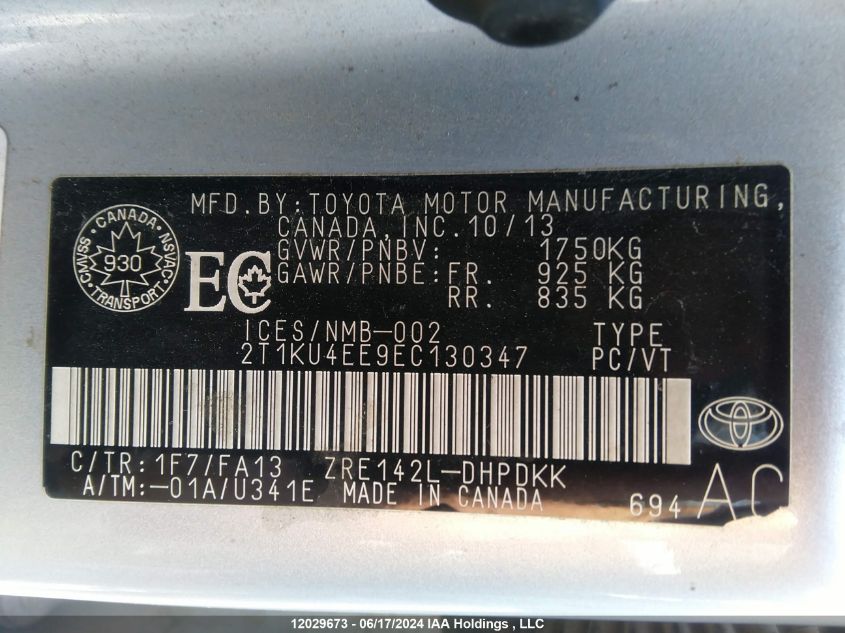 MFD.BY:TOYOTA MOTOR MANUFACTURING,
CANADA,INC.10/13
GVWR/PNBV: 1750KG
GAWR/PNBE:FR. 925 KG
RR. 835 KG
CANADA
CMVSS 930 NSVAC
TRANSPORT
EC
ICES/NMB-002 TYPE
2T1KU4EE9EC130347 PC/VT
C/TR:1F7/FA13 ZRE142L-DHPDKK
A/TM:-01A/U341E MADE IN CANADA 694 AC
12029673 - 06/17/2024 IAA Holdings , LLC